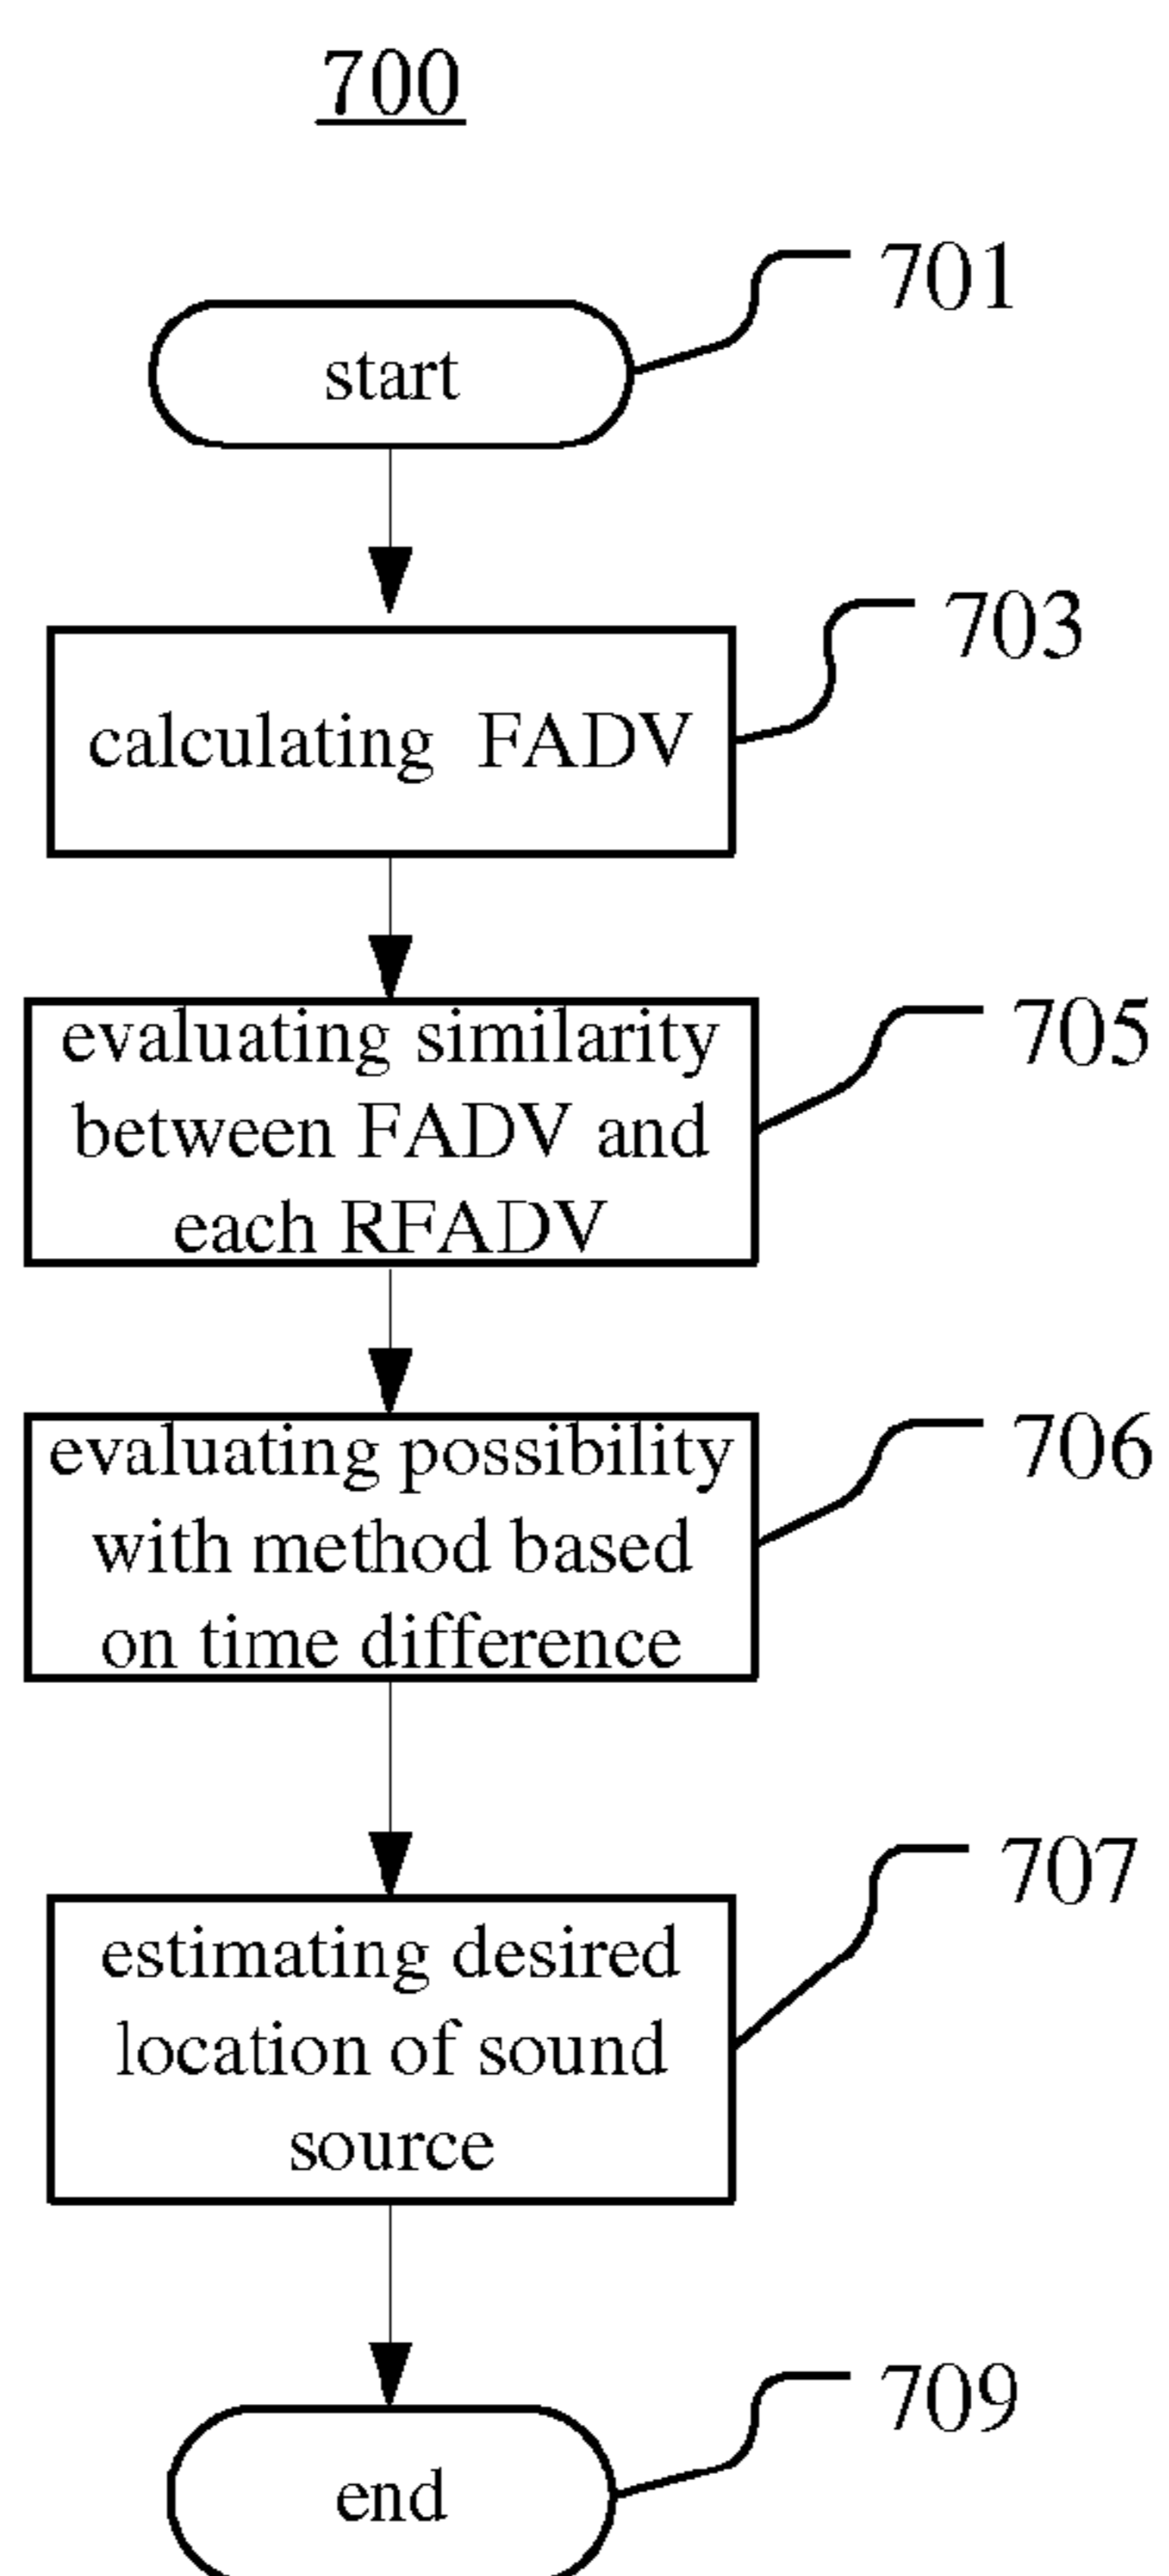 700
701
start
703
calculating FADV
705
evaluating similarity
between FADV and
each RFADV
706
evaluating possibility
with method based
on time difference
707
estimating desired
location of sound
source
709
end